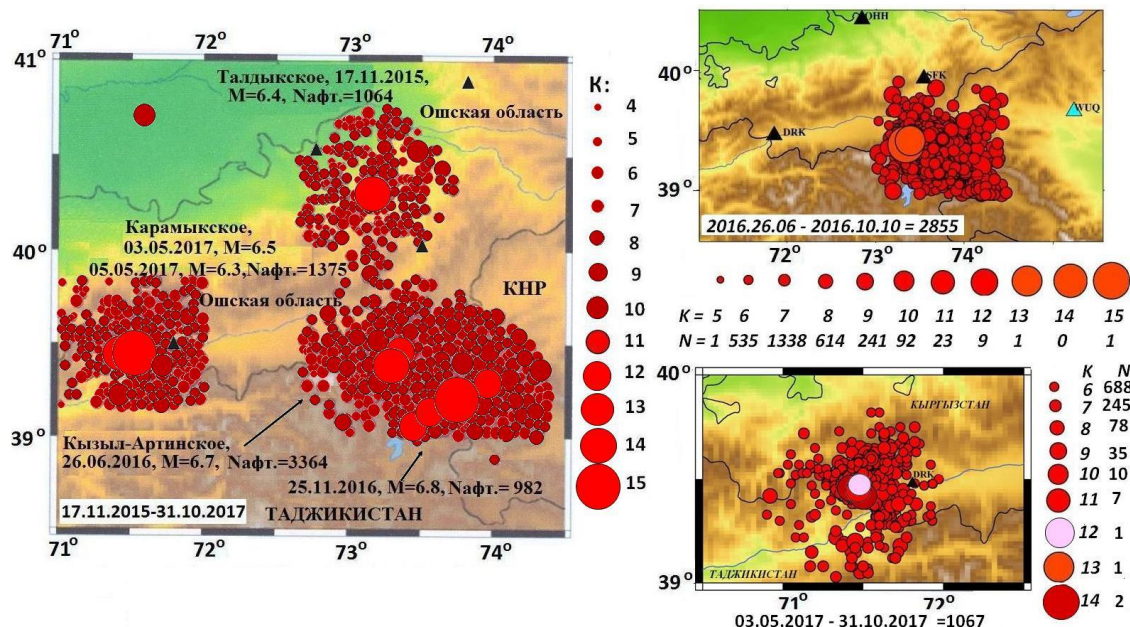 71° 72° 73° 74°
41°
Талдыкское, 17.11.2015,
М=6.4, Nафт.=1064
Ошская область
Карамыкское,
03.05.2017, М=6.5
05.05.2017, М=6.3,Nафт.=1375
Ошская область
40°
КНР
39°
Кызыл-Артинское,
26.06.2016, М=6.7, Nафт.=3364
25.11.2016, М=6.8, Nафт.= 982
17.11.2015-31.10.2017
ТАДЖИКИСТАН
71° 72° 73° 74°
К:
4
5
6
7
8
9
10
11
12
13
14
15
OHH
40°
SFK
WUQ
DRK
39°
2016.26.06 - 2016.10.10 = 2855
72° 73° 74°
K = 5 6 7 8 9 10 11 12 13 14 15
N = 1 535 1338 614 241 92 23 9 1 0 1
40°
КЫРГЫЗСТАН
DRK
ТАДЖИКИСТАН
39°
71° 72°
03.05.2017 - 31.10.2017 =1067
K N
6 688
7 245
8 78
9 35
10 10
11 7
12 1
13 1
14 2